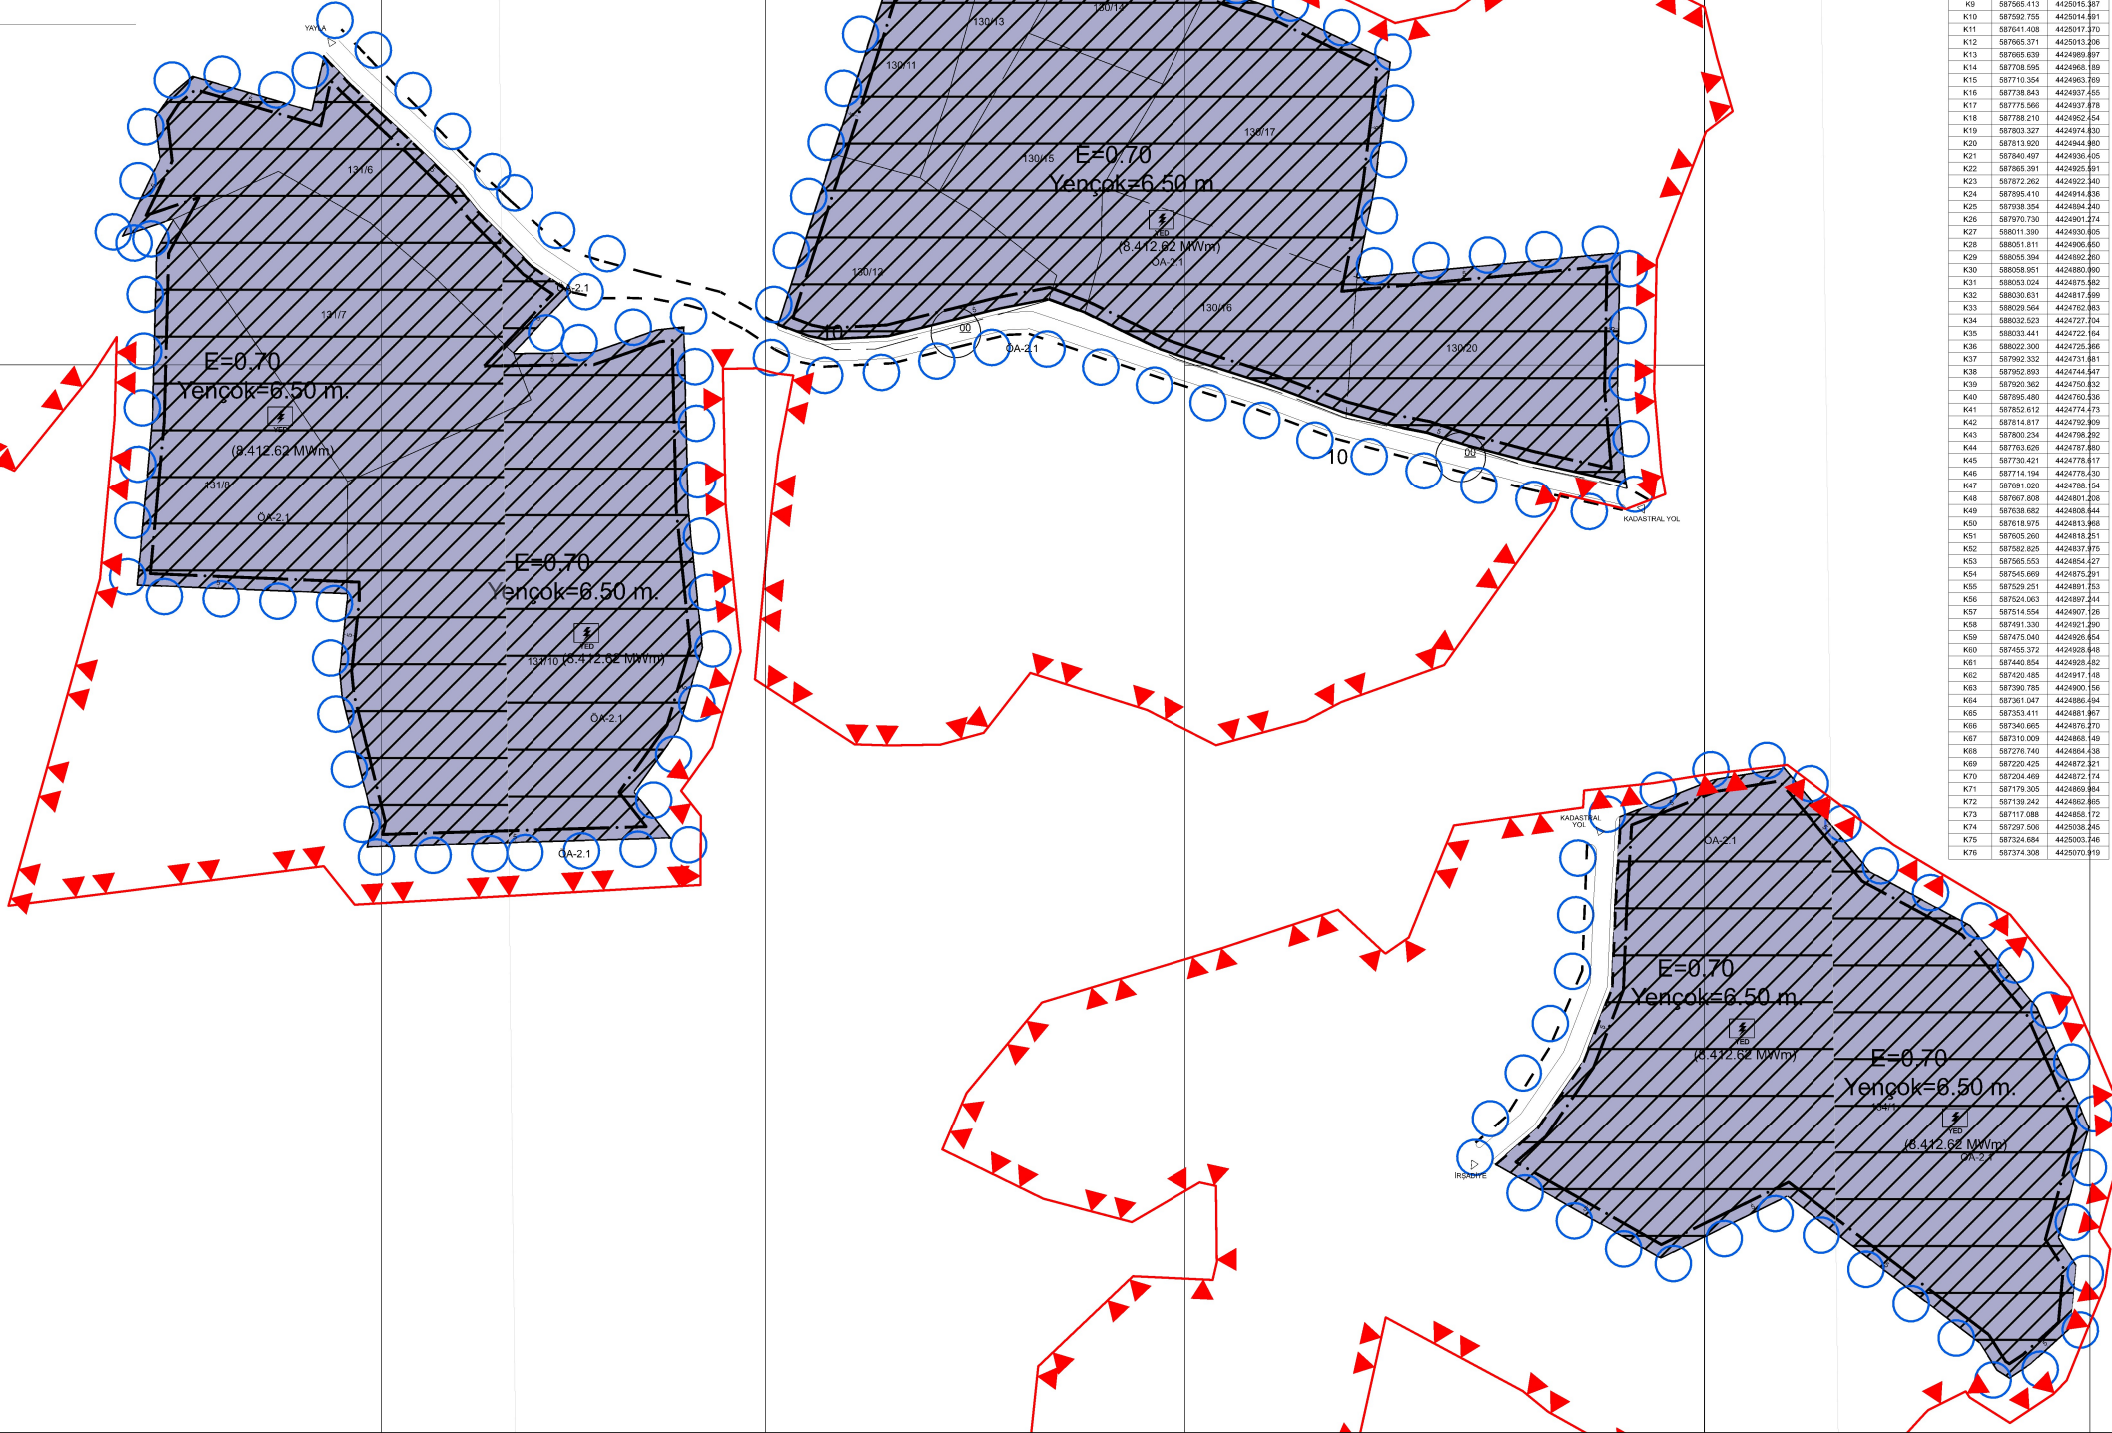 YAYLA
131/6
131/7
E=0.70
Yençok=6.50 m.
YED
(8.412.62 MWm)
131/8
ÖA-2.1
ÖA-2.1
E=0.70
Yençok=6.50 m.
YED
131/10 (8.412.62 MWm)
ÖA-2.1
ÖA-2.1
130/13
130/14
130/11
130/17
130/15
E=0.70
Yençok=6.50 m.
YED
(8.412.62 MWm)
ÖA-2.1
130/12
130/16
10
00
ÖA-2.1
130/20
10
00
KADASTRAL YOL
KADASTRAL
YOL
ÖA-2.1
E=0.70
Yençok=6.50 m.
YED
(8.412.62 MWm)
E=0.70
Yençok=6.50 m.
YED
(8.412.62 MWm)
İRŞADİYE
K9 587565.413 4425015.387
K10 587592.755 4425014.591
K11 587641.408 4425017.370
K12 587665.371 4425013.206
K13 587665.639 4424989.897
K14 587708.595 4424968.189
K15 587710.354 4424963.769
K16 587738.843 4424937.455
K17 587775.566 4424937.878
K18 587788.210 4424952.454
K19 587803.327 4424974.830
K20 587813.920 4424944.980
K21 587840.497 4424936.405
K22 587865.391 4424925.591
K23 587872.262 4424922.340
K24 587895.410 4424914.836
K25 587938.354 4424894.240
K26 587970.730 4424901.274
K27 588011.390 4424930.605
K28 588051.811 4424906.650
K29 588055.394 4424892.260
K30 588058.951 4424880.090
K31 588053.024 4424875.582
K32 588030.631 4424817.599
K33 588029.564 4424762.083
K34 588032.523 4424727.704
K35 588033.441 4424722.164
K36 588022.300 4424725.366
K37 587992.332 4424731.681
K38 587952.893 4424744.547
K39 587920.362 4424750.832
K40 587895.480 4424760.536
K41 587852.612 4424774.473
K42 587814.817 4424792.909
K43 587800.234 4424798.292
K44 587763.626 4424787.880
K45 587730.421 4424778.617
K46 587714.194 4424778.430
K47 587691.020 4424788.154
K48 587667.808 4424801.208
K49 587638.682 4424808.644
K50 587618.975 4424813.968
K51 587605.260 4424818.251
K52 587582.825 4424837.975
K53 587565.553 4424854.427
K54 587545.669 4424875.291
K55 587529.251 4424891.753
K56 587524.063 4424897.244
K57 587514.554 4424907.126
K58 587491.330 4424921.290
K59 587475.040 4424926.654
K60 587455.372 4424928.648
K61 587440.854 4424928.482
K62 587420.485 4424917.148
K63 587390.785 4424900.156
K64 587361.047 4424886.494
K65 587353.411 4424881.967
K66 587340.665 4424876.270
K67 587310.009 4424868.149
K68 587276.740 4424864.438
K69 587220.425 4424872.321
K70 587204.469 4424872.174
K71 587179.305 4424869.984
K72 587139.242 4424862.865
K73 587117.088 4424858.172
K74 587297.506 4425038.245
K75 587324.684 4425003.746
K76 587374.308 4425070.919